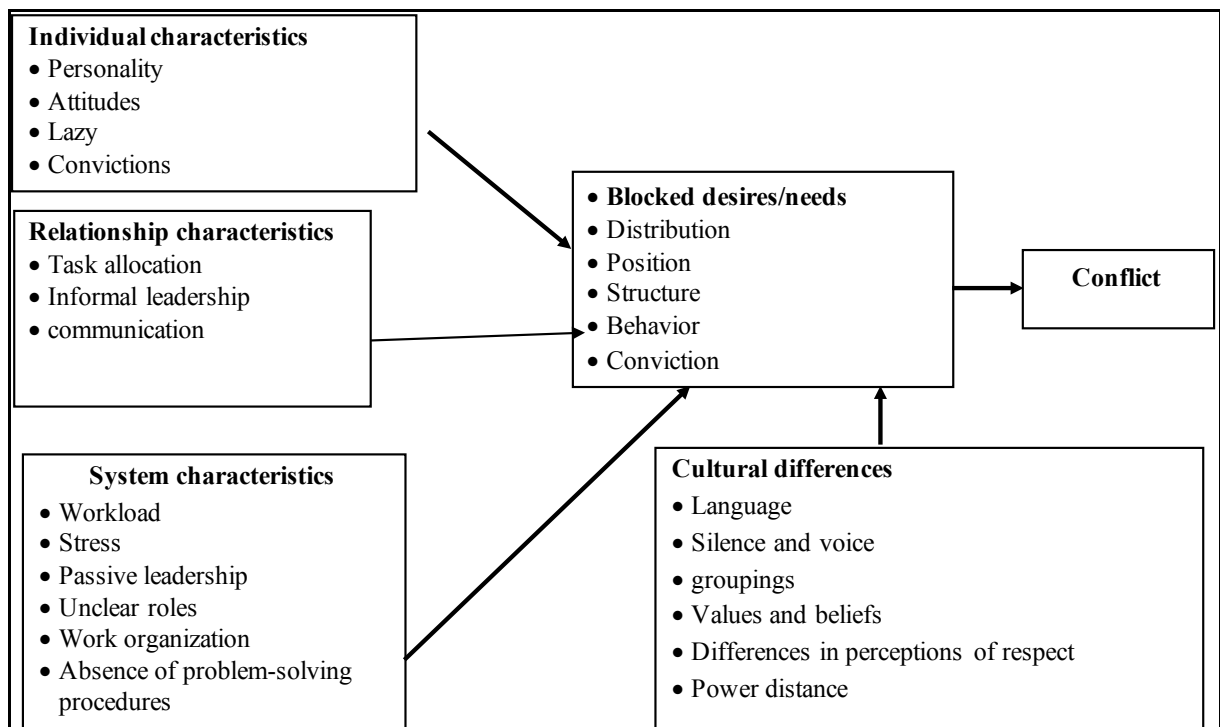 Individual characteristics
• Personality
• Attitudes
• Lazy
• Convictions
Relationship characteristics
• Task allocation
• Informal leadership
• communication
System characteristics
• Workload
• Stress
• Passive leadership
• Unclear roles
• Work organization
• Absence of problem-solving
procedures
• Blocked desires/needs
• Distribution
• Position
• Structure
• Behavior
• Conviction
Conflict
Cultural differences
• Language
• Silence and voice
• groupings
• Values and beliefs
• Differences in perceptions of respect
• Power distance